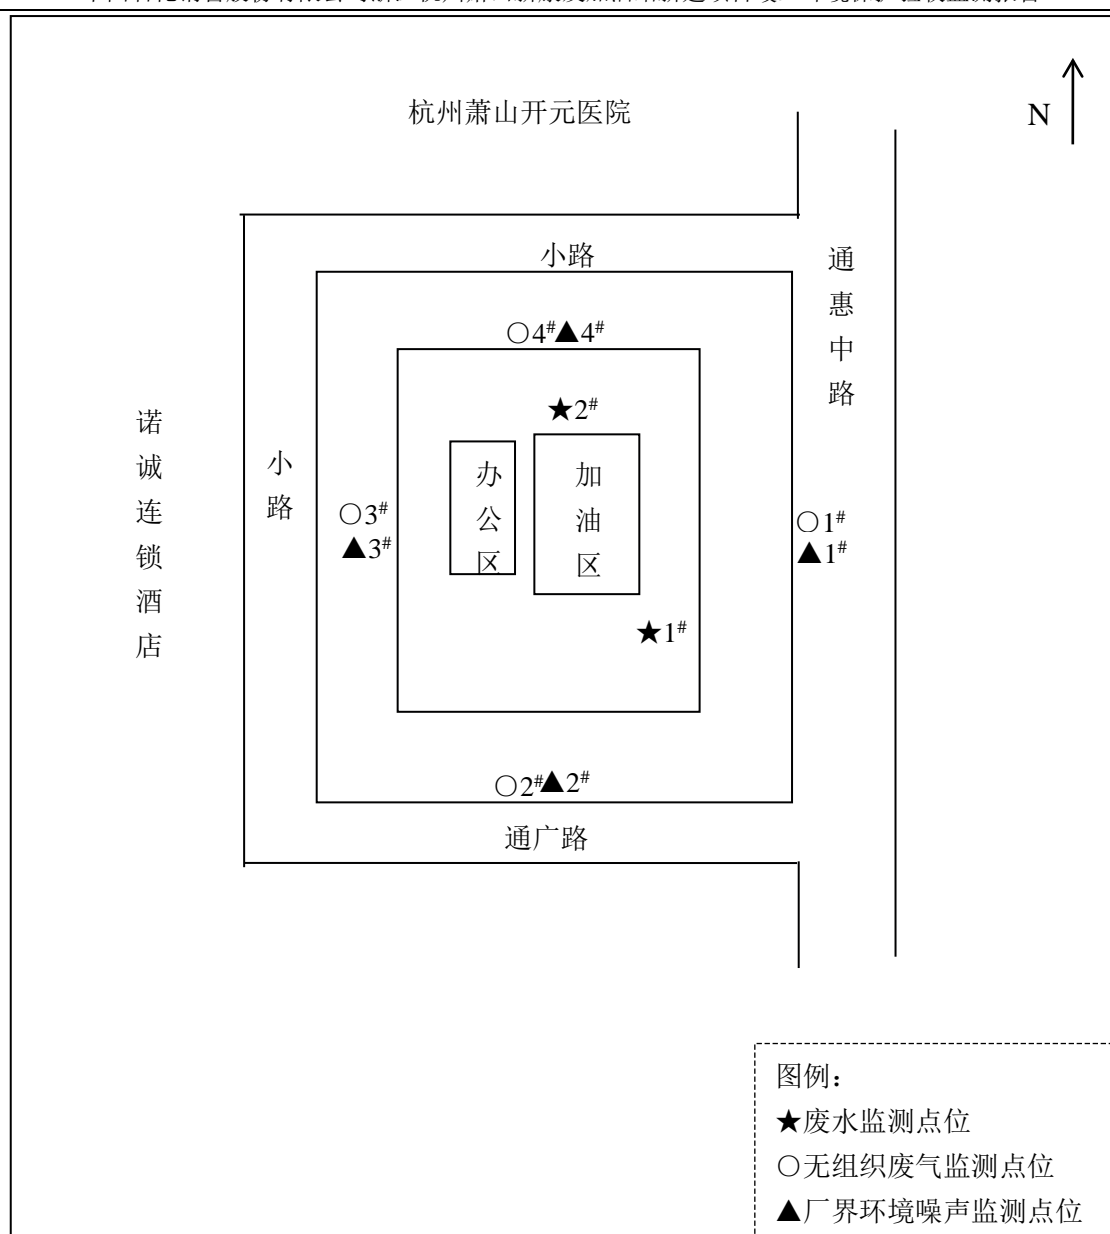 杭州萧山开元医院
N
小路
通惠中路
○4#▲4#
★2#
诺诚连锁酒店
小路
办公区
加油区
○3#
▲3#
○1#
▲1#
★1#
○2#▲2#
通广路
图例：
★废水监测点位
○无组织废气监测点位
▲厂界环境噪声监测点位